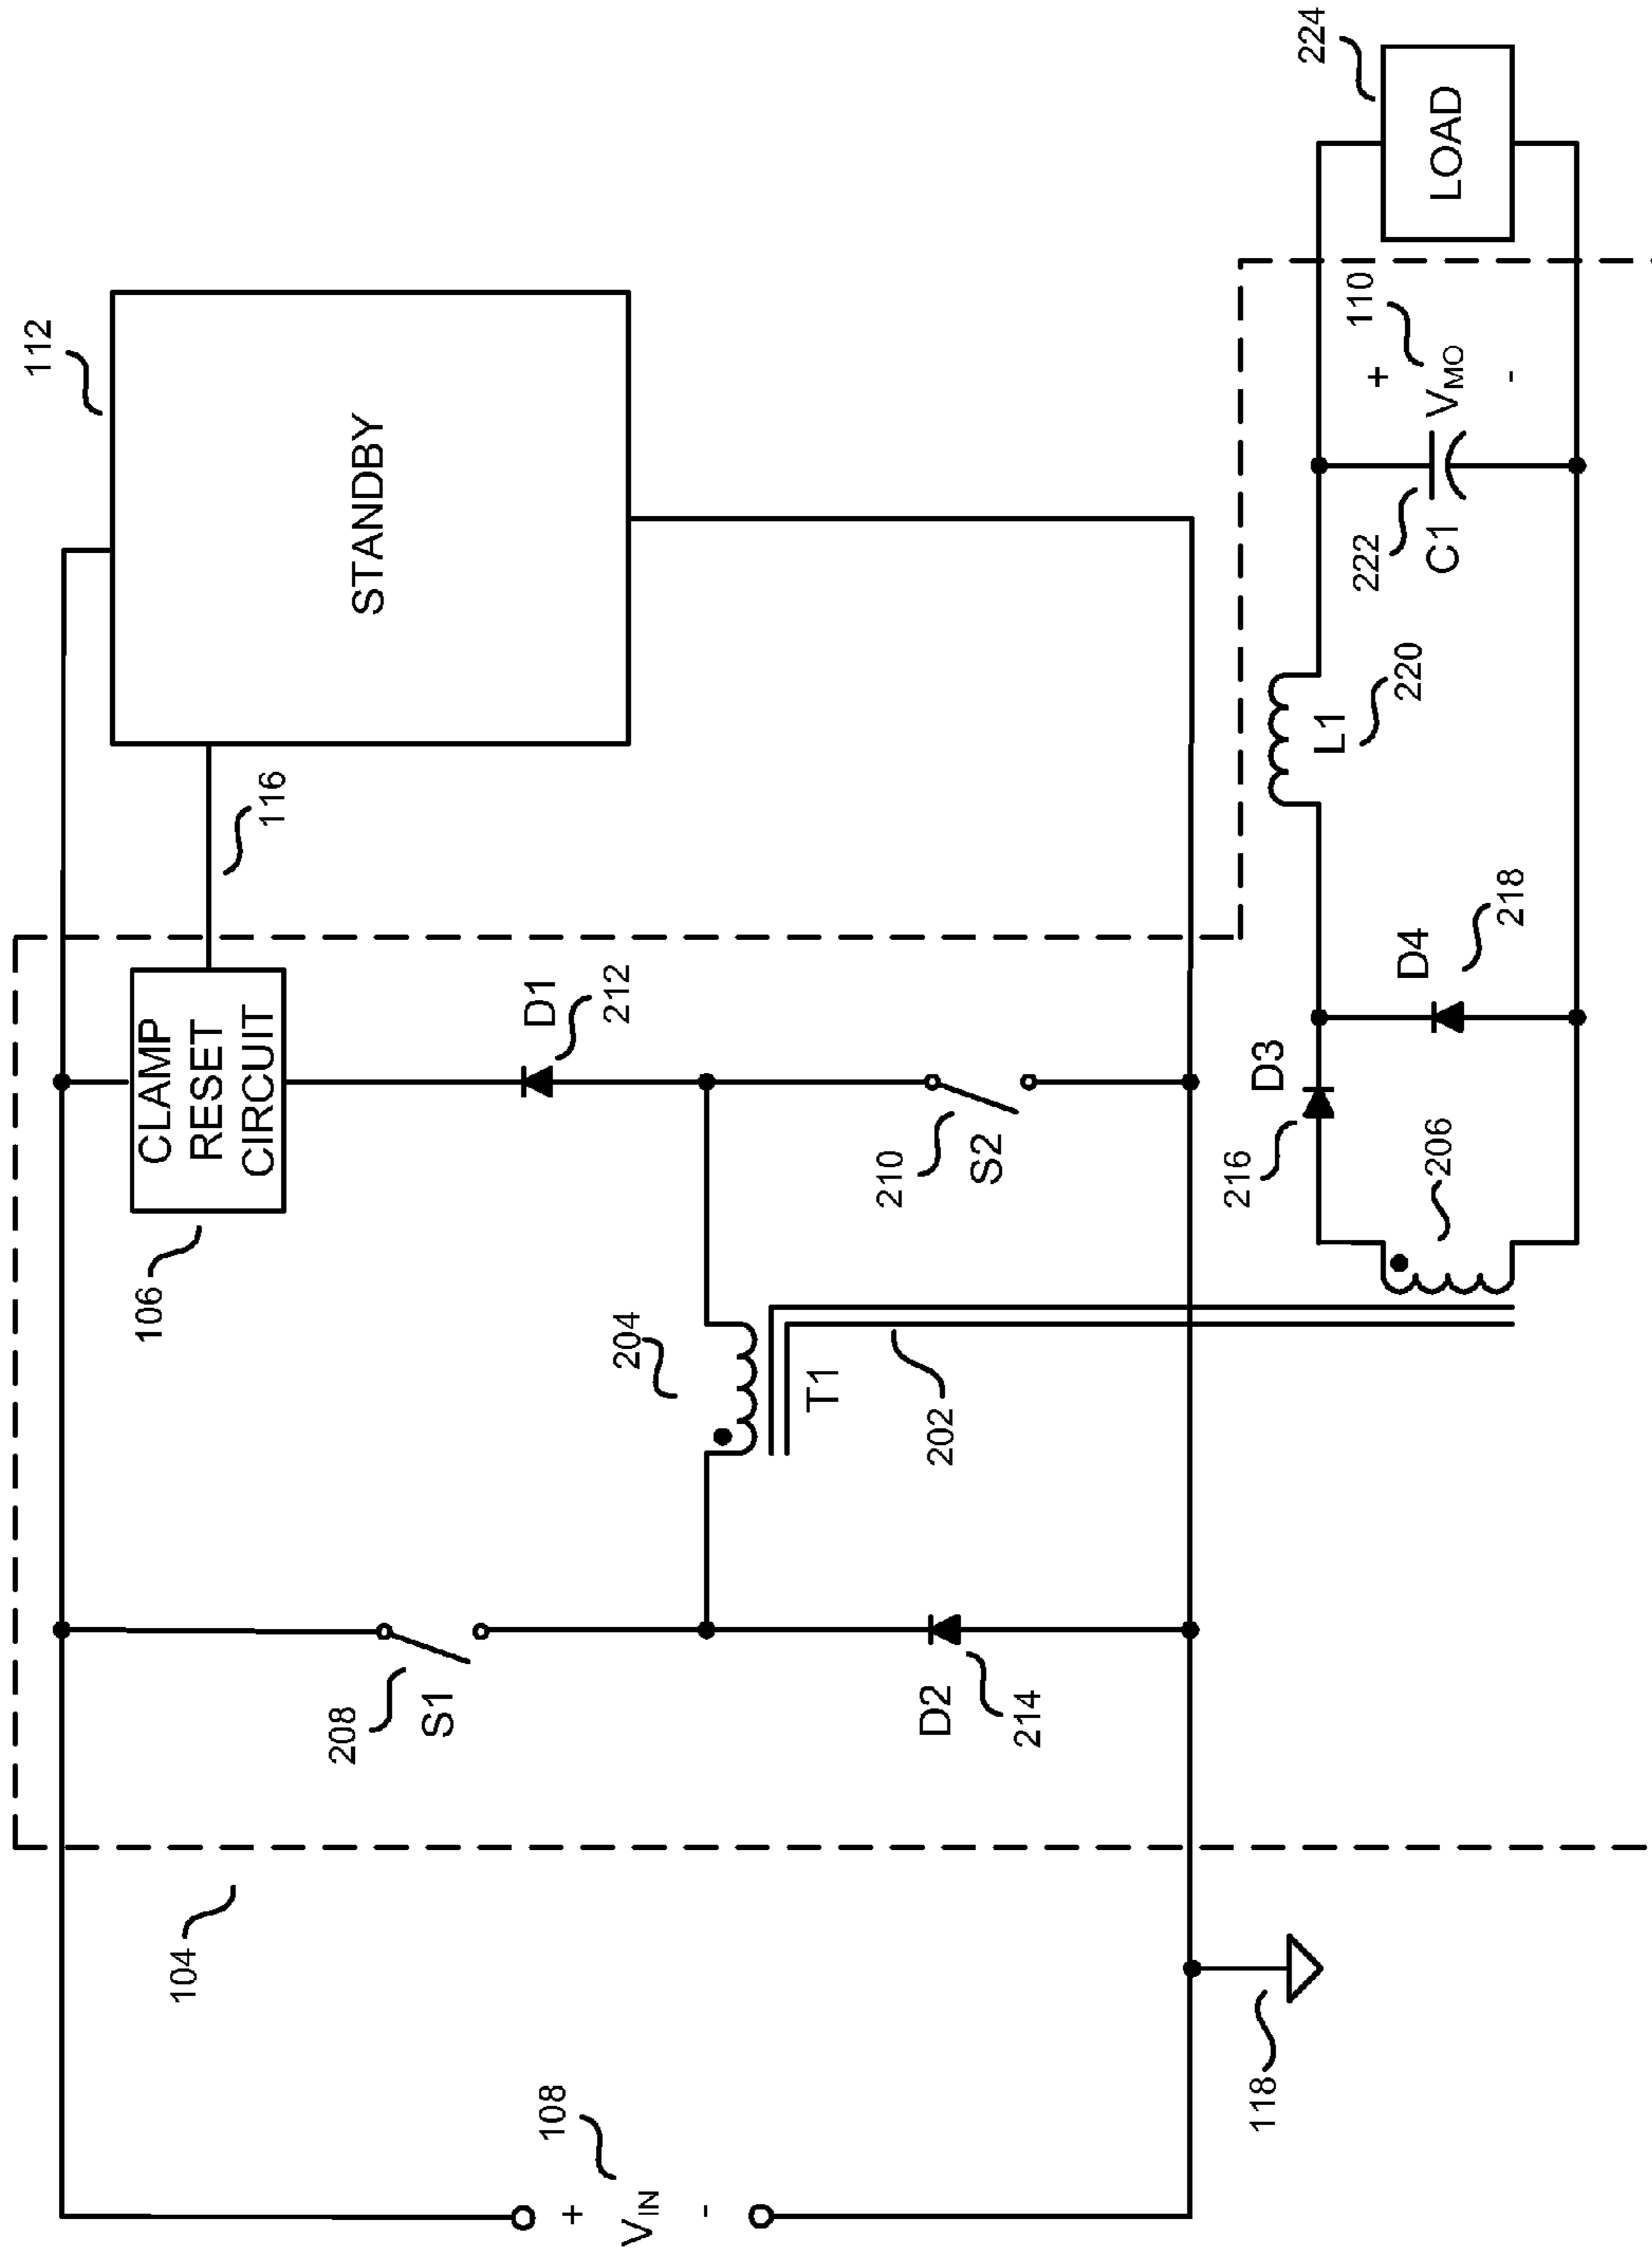 112
STANDBY
116
CLAMP
RESET
CIRCUIT
106
D1
212
204
T1
202
210
S2
208
S1
D2
214
104
108
+
VIN
-
118
224
LOAD
110
+
VMO
-
222
C1
L1
220
D4
218
D3
216
206